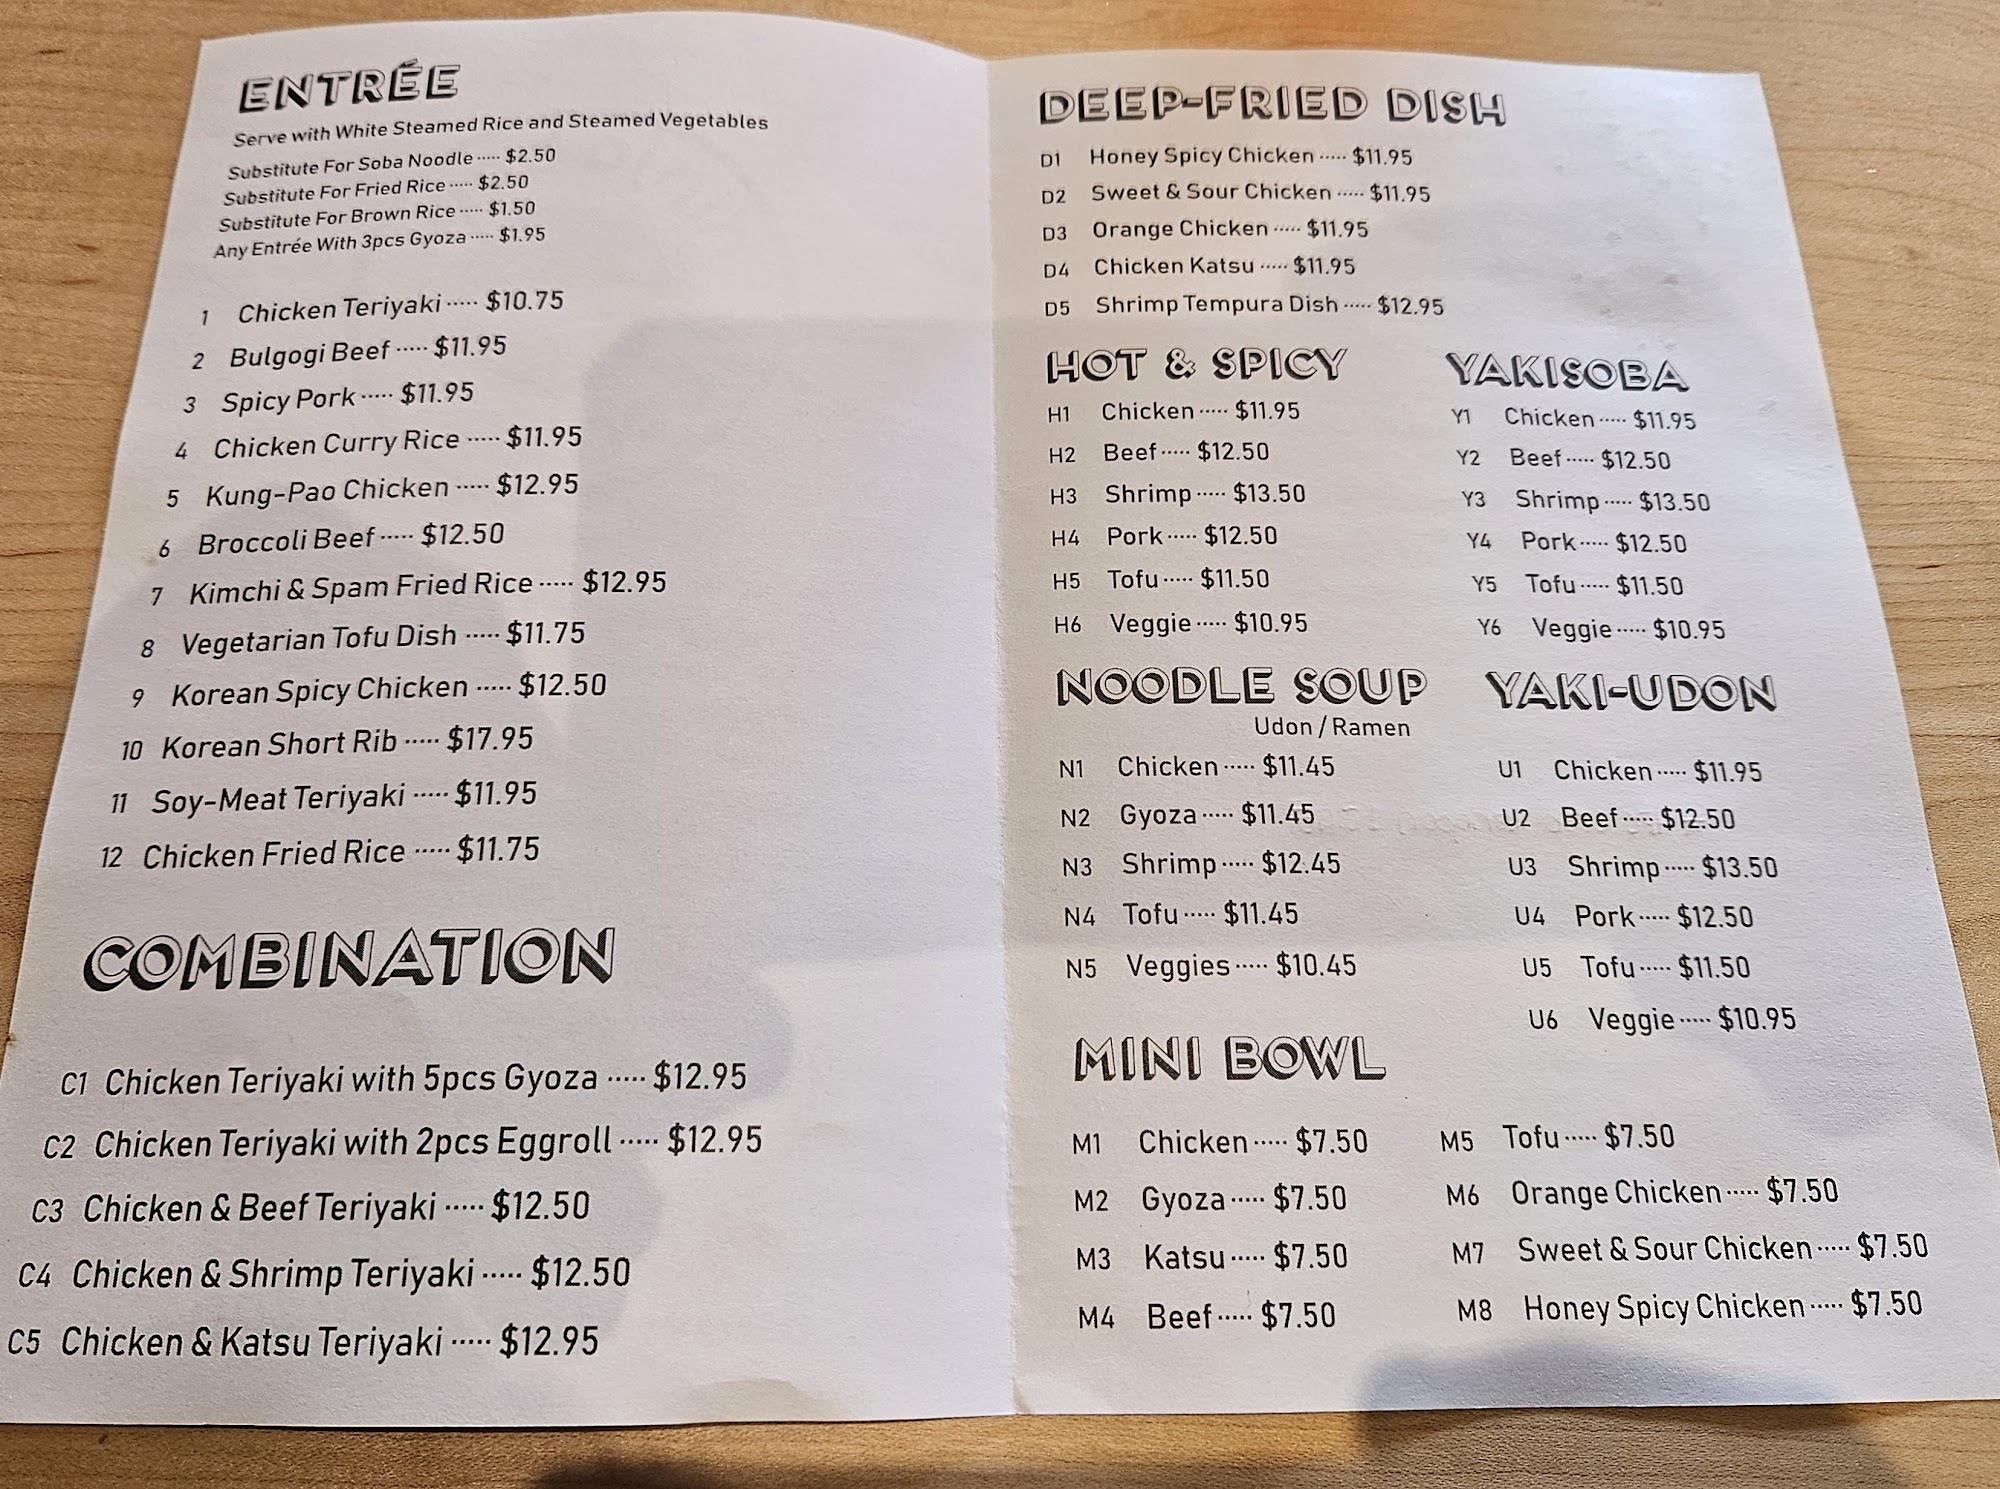 ENTRÉE
Serve with White Steamed Rice and Steamed Vegetables
Substitute For Soba Noodle ····· $2.50
Substitute For Fried Rice ····· $2.50
Substitute For Brown Rice ····· $1.50
Any Entrée With 3pcs Gyoza ····· $1.95
1 Chicken Teriyaki ····· $10.75
2 Bulgogi Beef ····· $11.95
3 Spicy Pork ····· $11.95
4 Chicken Curry Rice ····· $11.95
5 Kung-Pao Chicken ····· $12.95
6 Broccoli Beef ····· $12.50
7 Kimchi & Spam Fried Rice ····· $12.95
8 Vegetarian Tofu Dish ····· $11.75
9 Korean Spicy Chicken ····· $12.50
10 Korean Short Rib ····· $17.95
11 Soy-Meat Teriyaki ····· $11.95
12 Chicken Fried Rice ····· $11.75
COMBINATION
C1 Chicken Teriyaki with 5pcs Gyoza ····· $12.95
C2 Chicken Teriyaki with 2pcs Eggroll ····· $12.95
C3 Chicken & Beef Teriyaki ····· $12.50
C4 Chicken & Shrimp Teriyaki ····· $12.50
C5 Chicken & Katsu Teriyaki ····· $12.95
DEEP-FRIED DISH
D1 Honey Spicy Chicken ····· $11.95
D2 Sweet & Sour Chicken ····· $11.95
D3 Orange Chicken ····· $11.95
D4 Chicken Katsu ····· $11.95
D5 Shrimp Tempura Dish ····· $12.95
HOT & SPICY
H1 Chicken ····· $11.95
H2 Beef ····· $12.50
H3 Shrimp ····· $13.50
H4 Pork ····· $12.50
H5 Tofu ····· $11.50
H6 Veggie ····· $10.95
YAKISOBA
Y1 Chicken ····· $11.95
Y2 Beef ····· $12.50
Y3 Shrimp ····· $13.50
Y4 Pork ····· $12.50
Y5 Tofu ····· $11.50
Y6 Veggie ····· $10.95
NOODLE SOUP
Udon / Ramen
N1 Chicken ····· $11.45
N2 Gyoza ····· $11.45
N3 Shrimp ····· $12.45
N4 Tofu ····· $11.45
N5 Veggies ····· $10.45
YAKI-UDON
U1 Chicken ····· $11.95
U2 Beef ····· $12.50
U3 Shrimp ····· $13.50
U4 Pork ····· $12.50
U5 Tofu ····· $11.50
U6 Veggie ····· $10.95
MINI BOWL
M1 Chicken ····· $7.50
M2 Gyoza ····· $7.50
M3 Katsu ····· $7.50
M4 Beef ····· $7.50
M5 Tofu ····· $7.50
M6 Orange Chicken ····· $7.50
M7 Sweet & Sour Chicken ····· $7.50
M8 Honey Spicy Chicken ····· $7.50